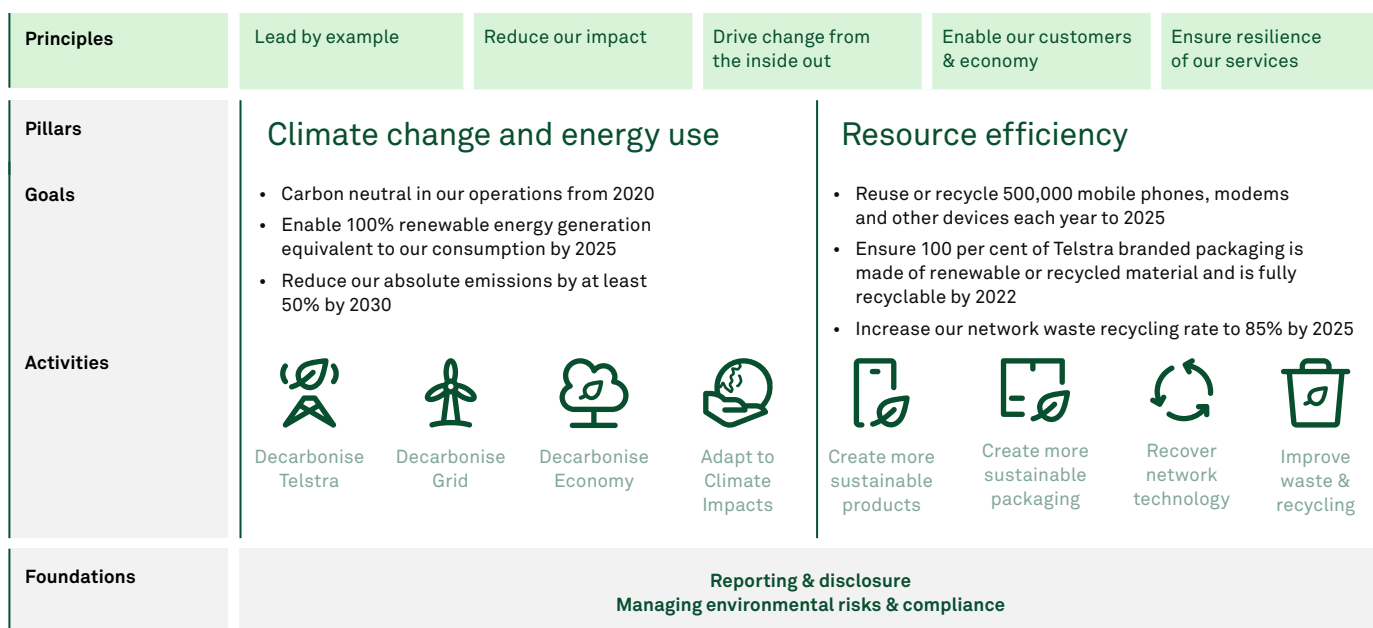 Principles
Lead by example
Reduce our impact
Drive change from
the inside out
Enable our customers
& economy
Ensure resilience
of our services
Pillars
Climate change and energy use
Resource efficiency
Goals
• Carbon neutral in our operations from 2020
• Enable 100% renewable energy generation
equivalent to our consumption by 2025
• Reduce our absolute emissions by at least
50% by 2030
• Reuse or recycle 500,000 mobile phones, modems
and other devices each year to 2025
• Ensure 100 per cent of Telstra branded packaging is
made of renewable or recycled material and is fully
recyclable by 2022
• Increase our network waste recycling rate to 85% by 2025
Activities
Decarbonise
Telstra
Decarbonise
Grid
Decarbonise
Economy
Adapt to
Climate
Impacts
Create more
sustainable
products
Create more
sustainable
packaging
Recover
network
technology
Improve
waste &
recycling
Foundations
Reporting & disclosure
Managing environmental risks & compliance